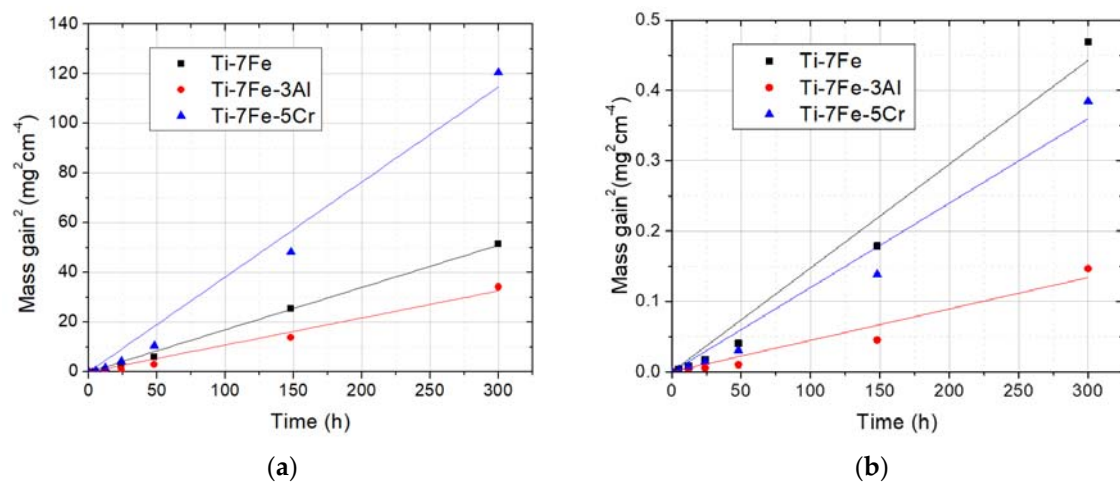 140
120
100
80
60
40
20
0
Mass gain² (mg²cm⁻⁴)
Ti-7Fe
Ti-7Fe-3Al
Ti-7Fe-5Cr
0 50 100 150 200 250 300
Time (h)
(a)
0.5
0.4
0.3
0.2
0.1
0.0
Mass gain² (mg²cm⁻⁴)
Ti-7Fe
Ti-7Fe-3Al
Ti-7Fe-5Cr
0 50 100 150 200 250 300
Time (h)
(b)